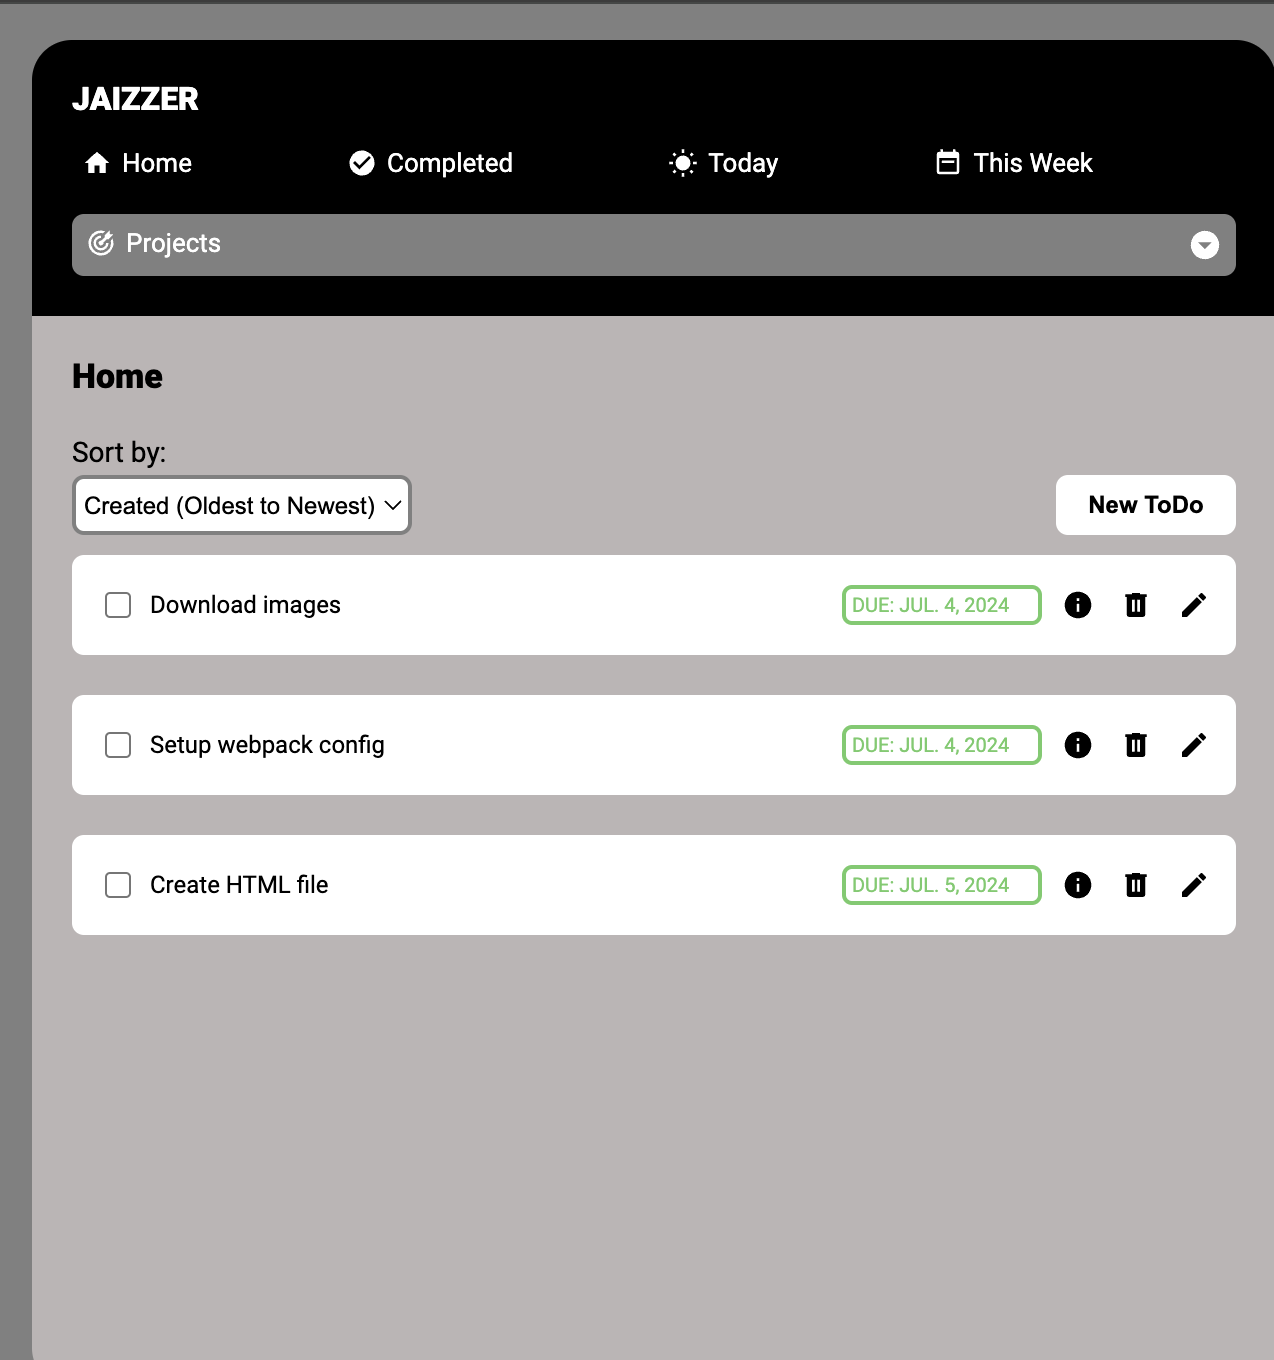 JAIZZER
Home Completed Today This Week
Projects
Home
Sort by:
Created (Oldest to Newest)
New ToDo
Download images DUE: JUL. 4, 2024
Setup webpack config DUE: JUL. 4, 2024
Create HTML file DUE: JUL. 5, 2024